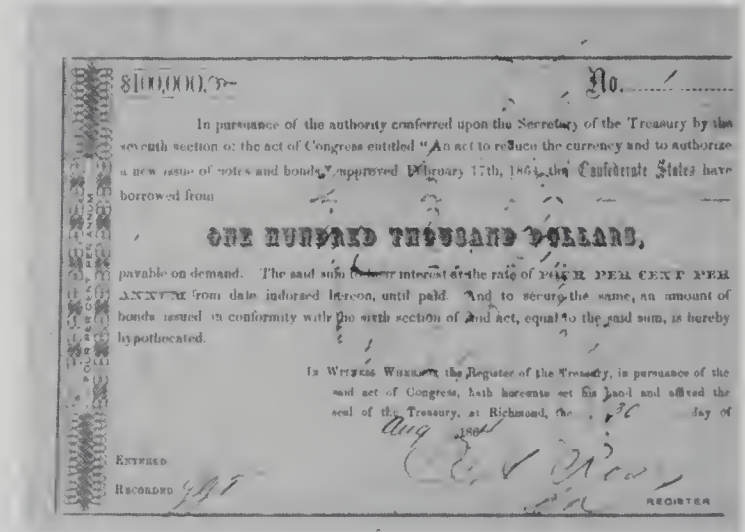 $100,000.
No. 1
In pursuance of the authority conferred upon the Secretary of the Treasury by the
seventh section of the act of Congress entitled "An act to reduce the currency and to authorize
a new issue of notes and bonds," approved February 17th, 1864, the Confederate States have
borrowed from
ONE HUNDRED THOUSAND DOLLARS,
payable on demand. The said sum to bear interest at the rate of FOUR PER CENT PER
ANNUM from date indorsed hereon, until paid. And to secure the same, an amount of
bonds issued in conformity with the sixth section of said act, equal to the said sum, is hereby
hypothecated.
IN WITNESS WHEREOF, the Register of the Treasury, in pursuance of the
said act of Congress, hath hereunto set his hand and affixed the
seal of the Treasury, at Richmond, the 30 day of
Aug 1864
ENTERED
RECORDED
REGISTER
FOUR PER CENT PER ANNUM